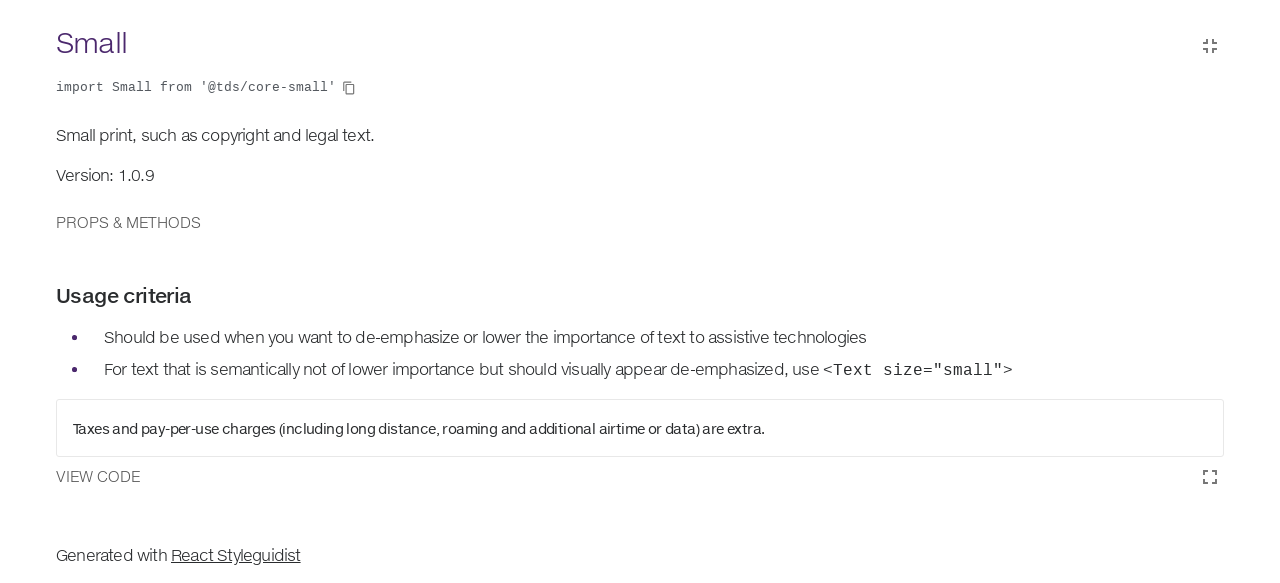 Small
import Small from '@tds/core-small'
Small print, such as copyright and legal text.
Version: 1.0.9
PROPS & METHODS
Usage criteria
Should be used when you want to de-emphasize or lower the importance of text to assistive technologies
For text that is semantically not of lower importance but should visually appear de-emphasized, use <Text size="small">
Taxes and pay-per-use charges (including long distance, roaming and additional airtime or data) are extra.
VIEW CODE
Generated with React Styleguidist